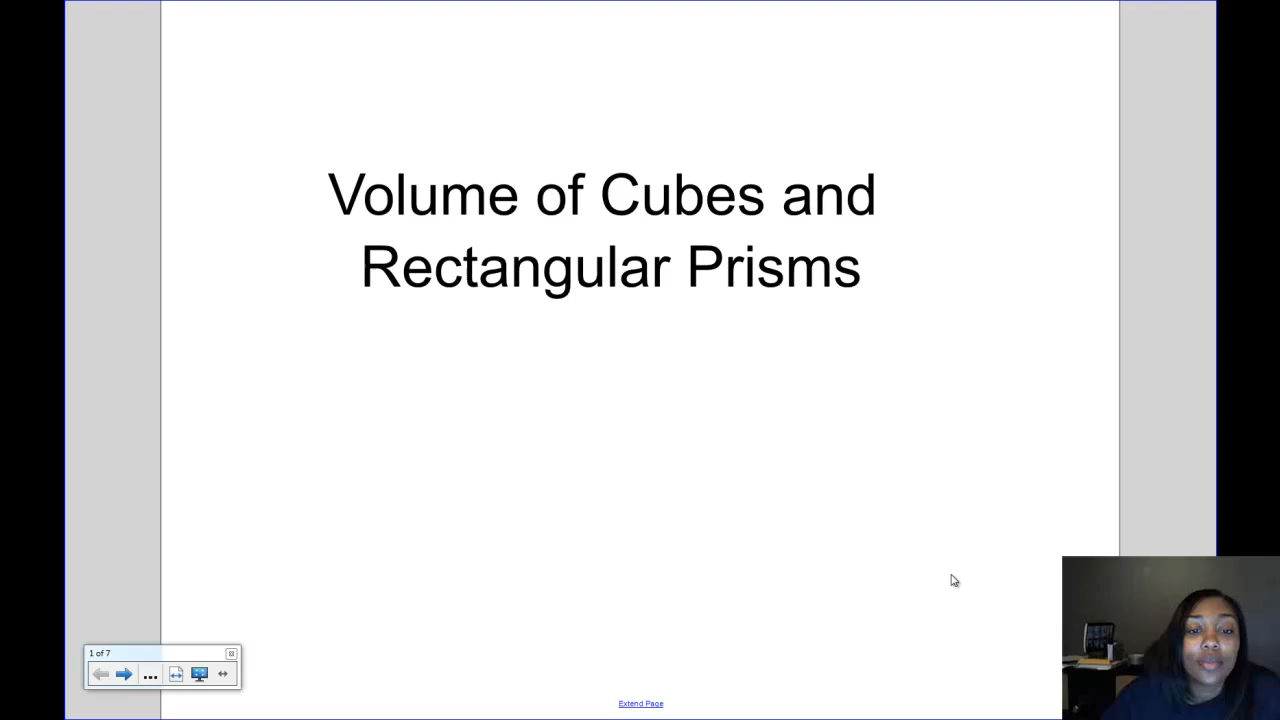 Volume of Cubes and
Rectangular Prisms
1 of 7
Extend Page